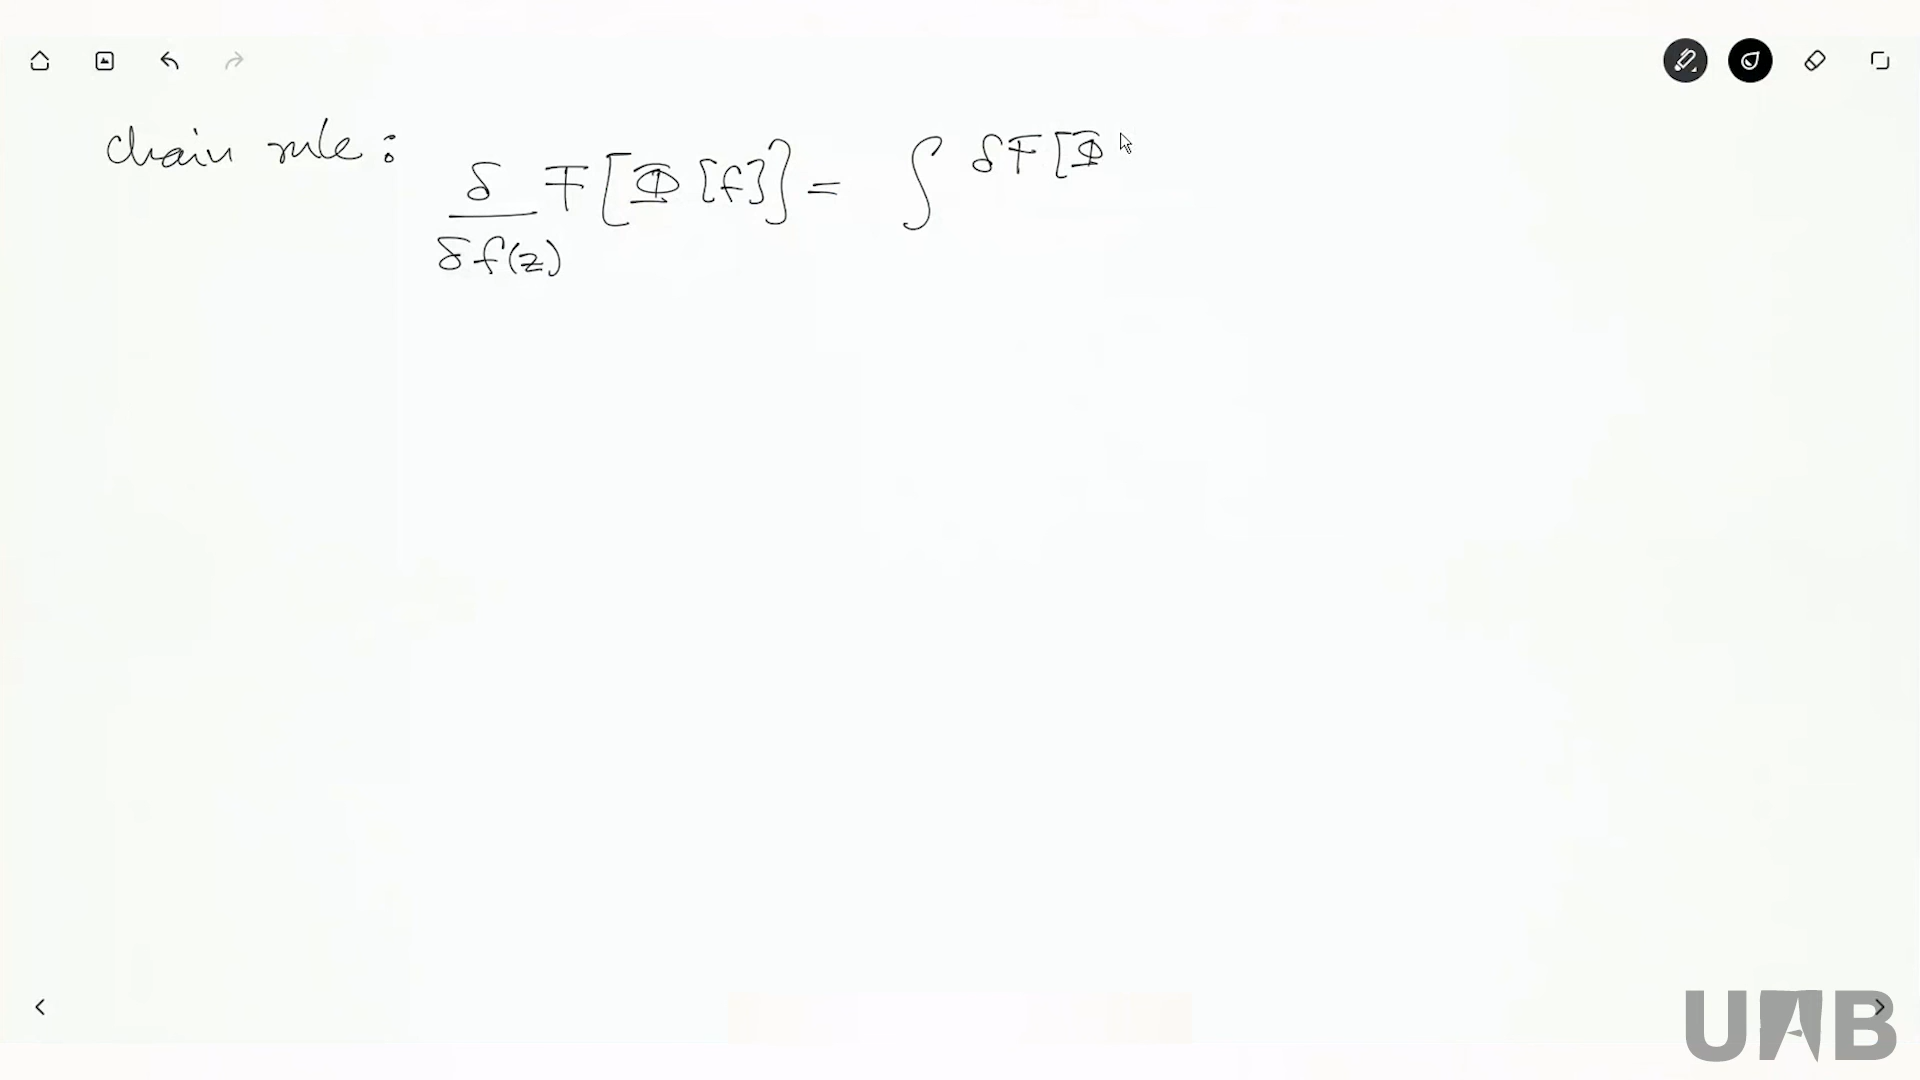 chain rule:
δ/δf(z) F[Φ[f]] = ∫ δF[Φ
UAB